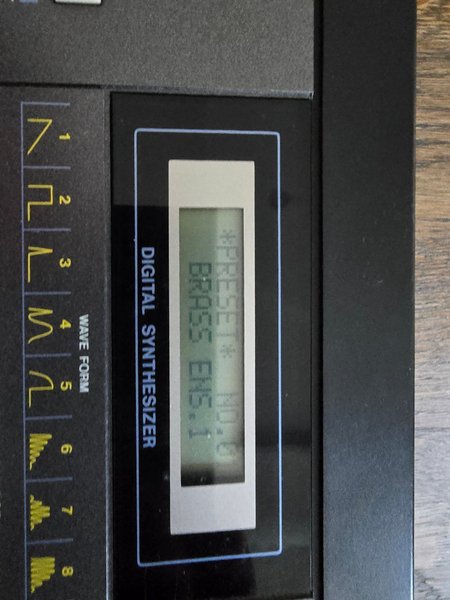 *PRESET* NO.0
BRASS ENS.1
DIGITAL SYNTHESIZER
WAVE FORM
1 2 3 4 5 6 7 8